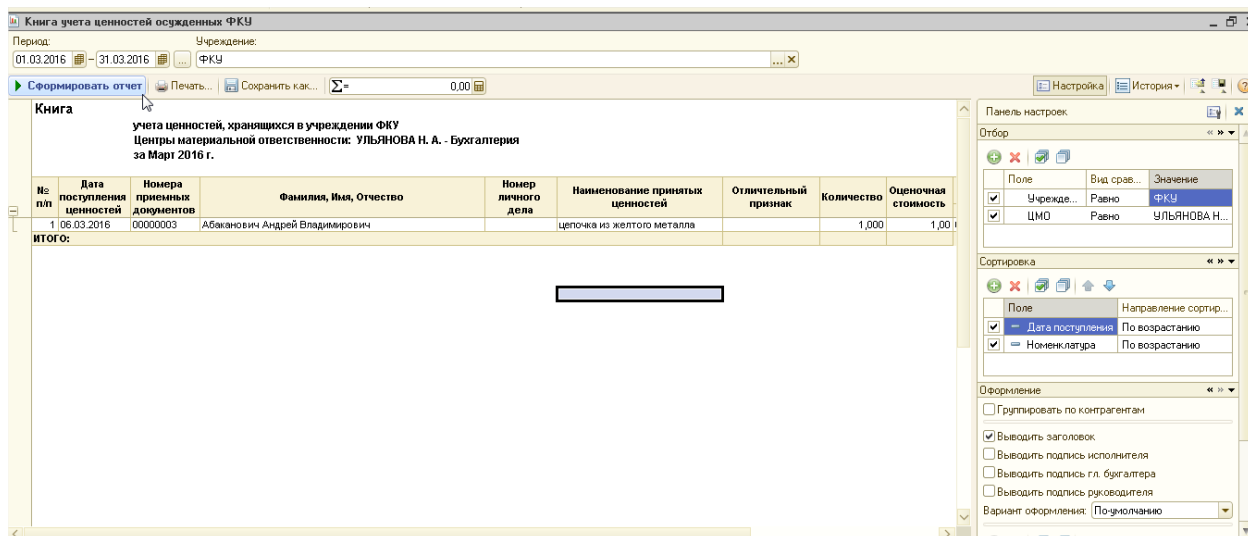 Книга учета ценностей осужденных ФКУ
Период:
Учреждение:
01.03.2016 – 31.03.2016 ... ФКУ ... ×
Сформировать отчет Печать... Сохранить как... Σ= 0,00 Настройка История
Книга
учета ценностей, хранящихся в учреждении ФКУ
Центры материальной ответственности: УЛЬЯНОВА Н. А. - Бухгалтерия
за Март 2016 г.
№ п/п
Дата поступления ценностей
Номера приемных документов
Фамилия, Имя, Отчество
Номер личного дела
Наименование принятых ценностей
Отличтельный признак
Количество
Оценочная стоимость
1 06.03.2016 00000003 Абаканович Андрей Владимирович цепочка из желтого металла 1,000 1,00
ИТОГО:
Панель настроек
Отбор
Поле Вид срав... Значение
Учрежде... Равно ФКУ
ЦМО Равно УЛЬЯНОВА Н...
Сортировка
Поле Направление сортир...
Дата поступления По возрастанию
Номенклатура По возрастанию
Оформление
Группировать по контрагентам
Выводить заголовок
Выводить подпись исполнителя
Выводить подпись гл. бухгалтера
Выводить подпись руководителя
Вариант оформления: По-умолчанию